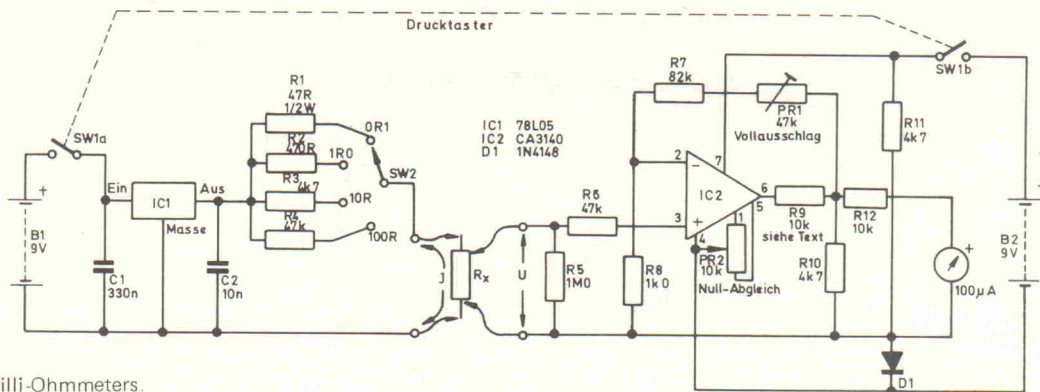 Drucktaster
SW1a
SW1b
R1
47R
1/2W
R2
470R
R3
4k7
R4
47k
0R1
1R0
10R
100R
SW2
IC1 78L05
IC2 CA3140
D1 1N4148
R7
82k
PR1
47k
Vollausschlag
R11
4k7
Ein
IC1
Aus
Masse
+
B1
9V
C1
330n
C2
10n
J
Rx
U
R6
47k
R5
1M0
R8
1k0
2
-
3
+
7
IC2
6
1
5
4
PR2
10k
Null-Abgleich
R9
10k
siehe Text
R12
10k
R10
4k7
+
100µA
+
B2
9V
D1
illi-Ohmmeters.